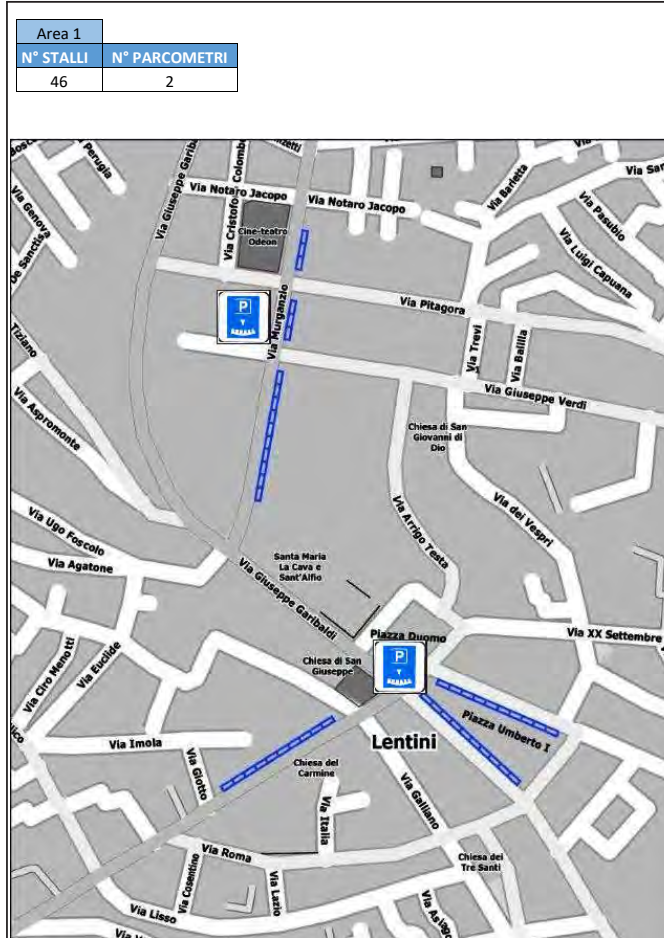 Area 1
N° STALLI N° PARCOMETRI
46 2
Via Perugia
Via Genova
Via Giuseppe Garibaldi
Via Cristoforo Colombo
Via Notaro Jacopo
Via Notaro Jacopo
Via Barletta
Via Pasubio
Via Luigi Capuana
Cine-teatro
Odeon
P
Via Pitagora
Via Murganzio
Via Trevi
Via Balilla
Tiziano
Via Giuseppe Verdi
Via Aspromonte
Chiesa di San
Giovanni di
Dio
Via Arrigo Testa
Via dei Vespri
Via Ugo Foscolo
Via Agatone
Santa Maria
La Cava e
Sant'Alfio
Via Giuseppe Garibaldi
Piazza Duomo
Via XX Settembre
Via Ciro Menotti
Via Euclide
Chiesa di San
Giuseppe
P
Piazza Umberto I
Via Imola
Lentini
Via Giotto
Chiesa del
Carmine
Via Italia
Via Galliano
Via Roma
Chiesa dei
Tre Santi
Via Cosentino
Via Lazio
Via Lisso